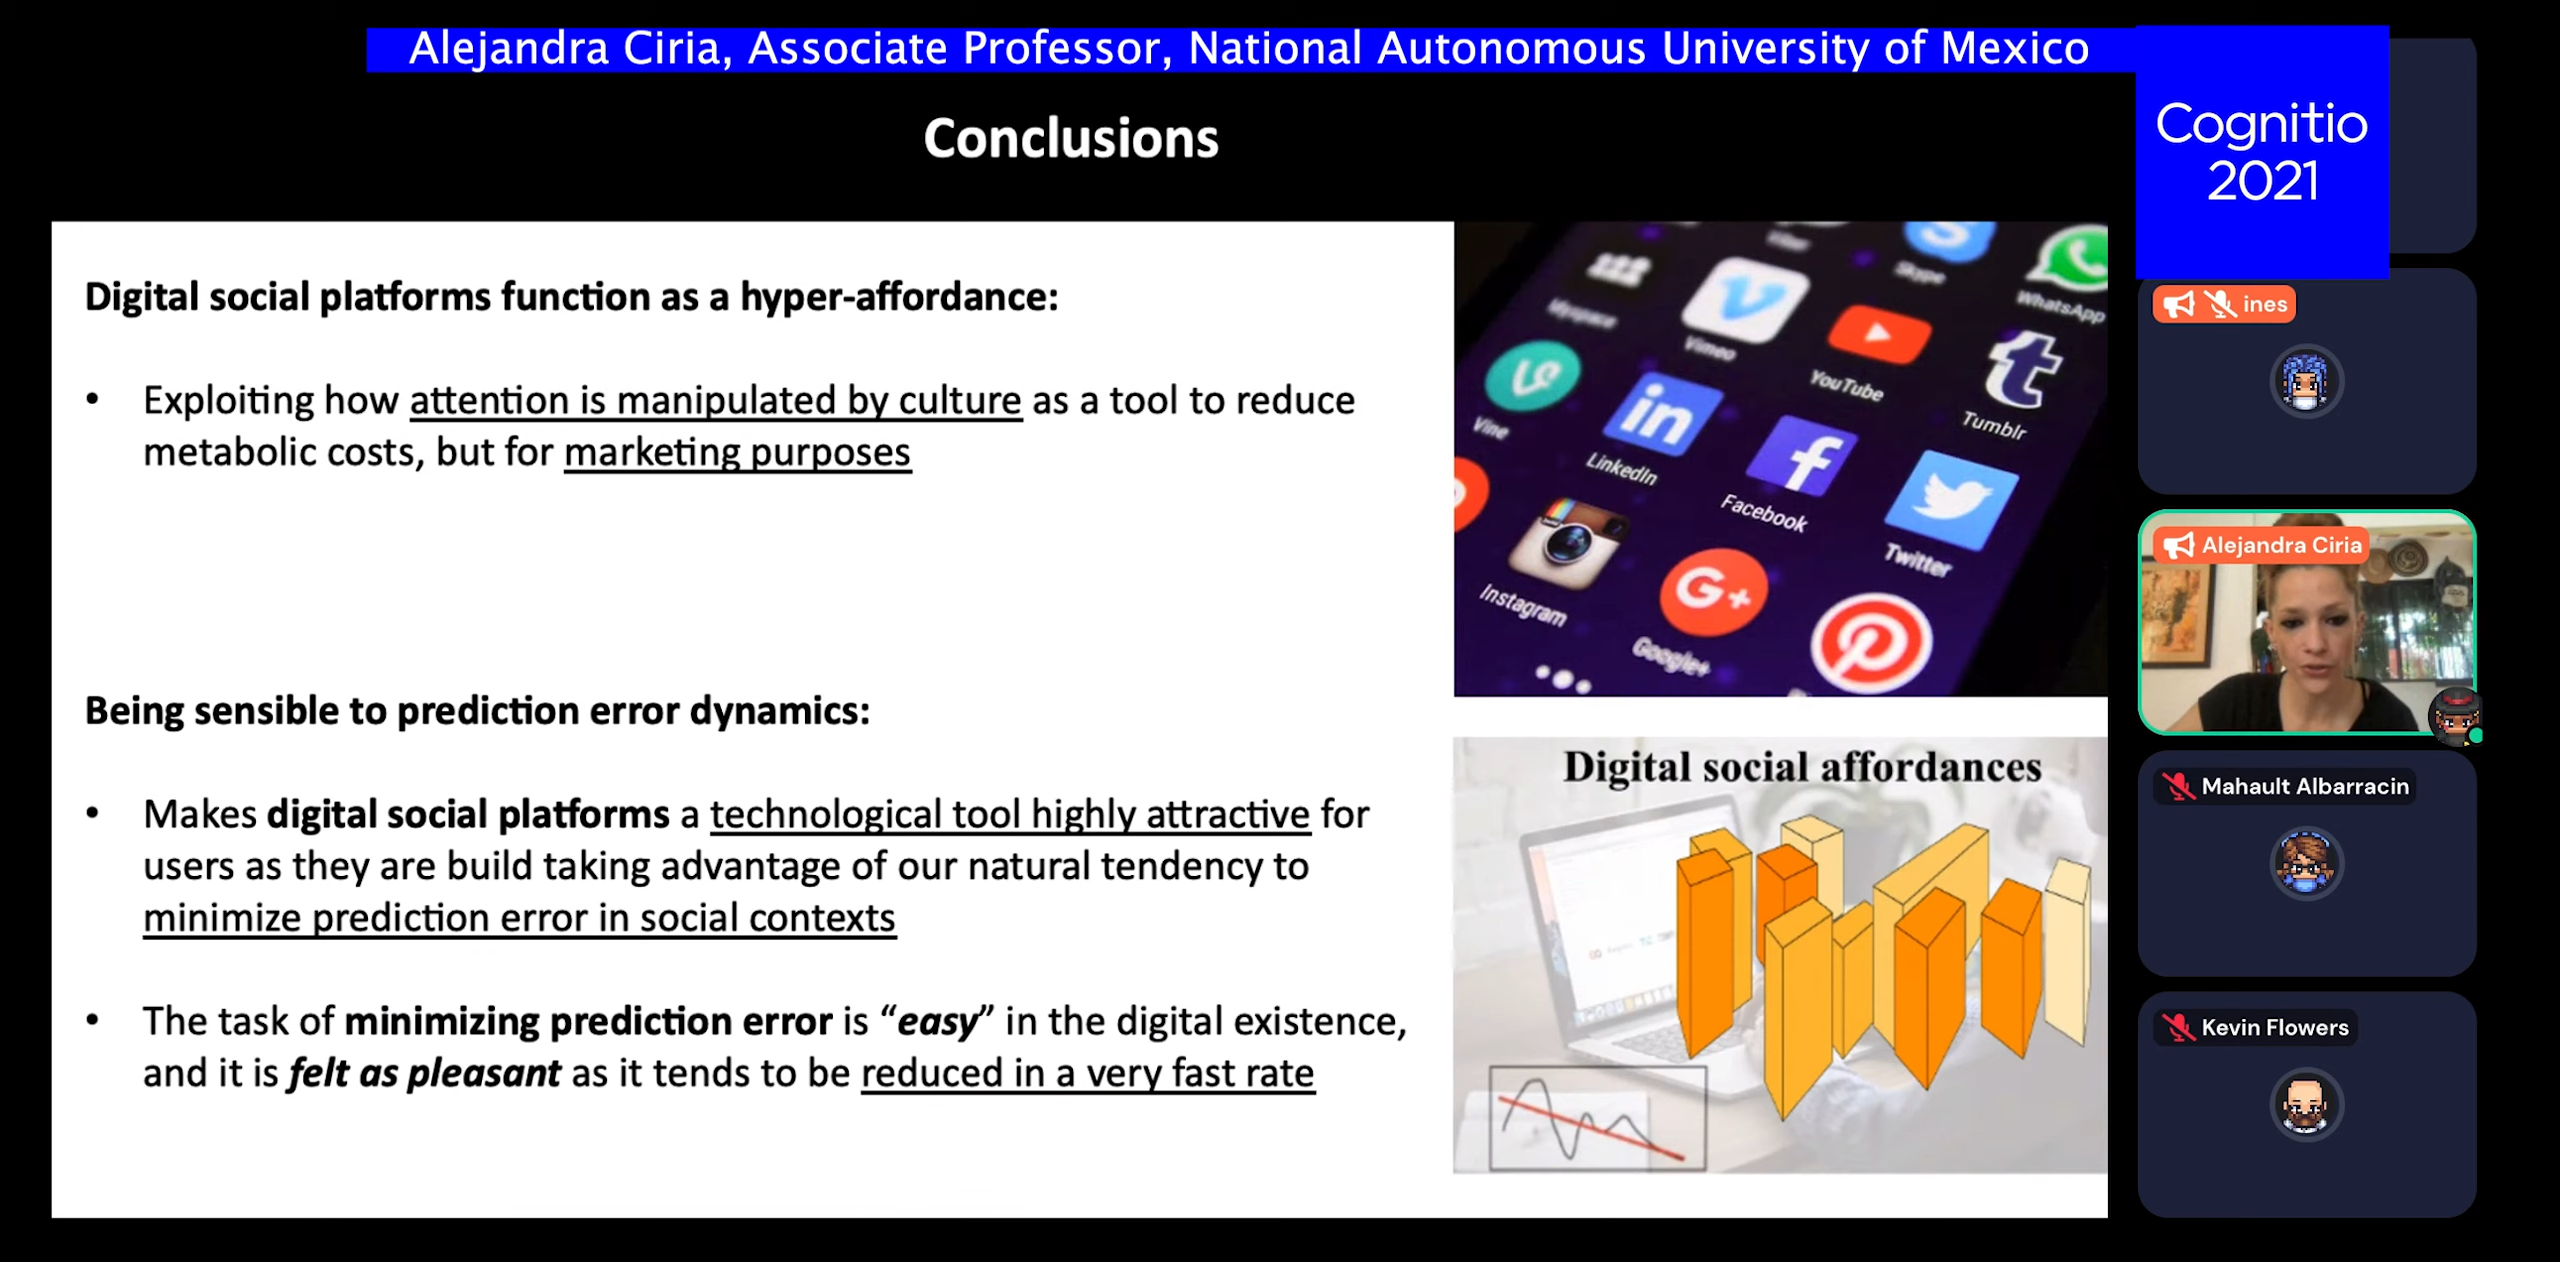 Alejandra Ciria, Associate Professor, National Autonomous University of Mexico
Cognitio
2021
Conclusions
Digital social platforms function as a hyper-affordance:
• Exploiting how attention is manipulated by culture as a tool to reduce
metabolic costs, but for marketing purposes
Being sensible to prediction error dynamics:
• Makes digital social platforms a technological tool highly attractive for
users as they are build taking advantage of our natural tendency to
minimize prediction error in social contexts
• The task of minimizing prediction error is “easy” in the digital existence,
and it is felt as pleasant as it tends to be reduced in a very fast rate
Viber
Skype
WhatsApp
Myspace
Vimeo
YouTube
Tumblr
Vine
LinkedIn
Facebook
Twitter
Instagram
G+
Google+
Digital social affordances
ines
Alejandra Ciria
Mahault Albarracin
Kevin Flowers